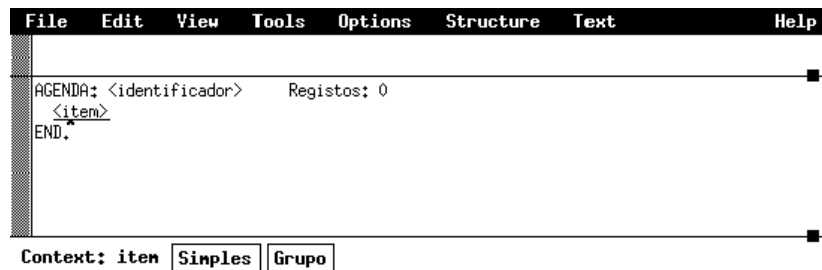 File Edit View Tools Options Structure Text Help
AGENDA: <identificador> Registos: 0
<item>
END.
Context: item Simples Grupo